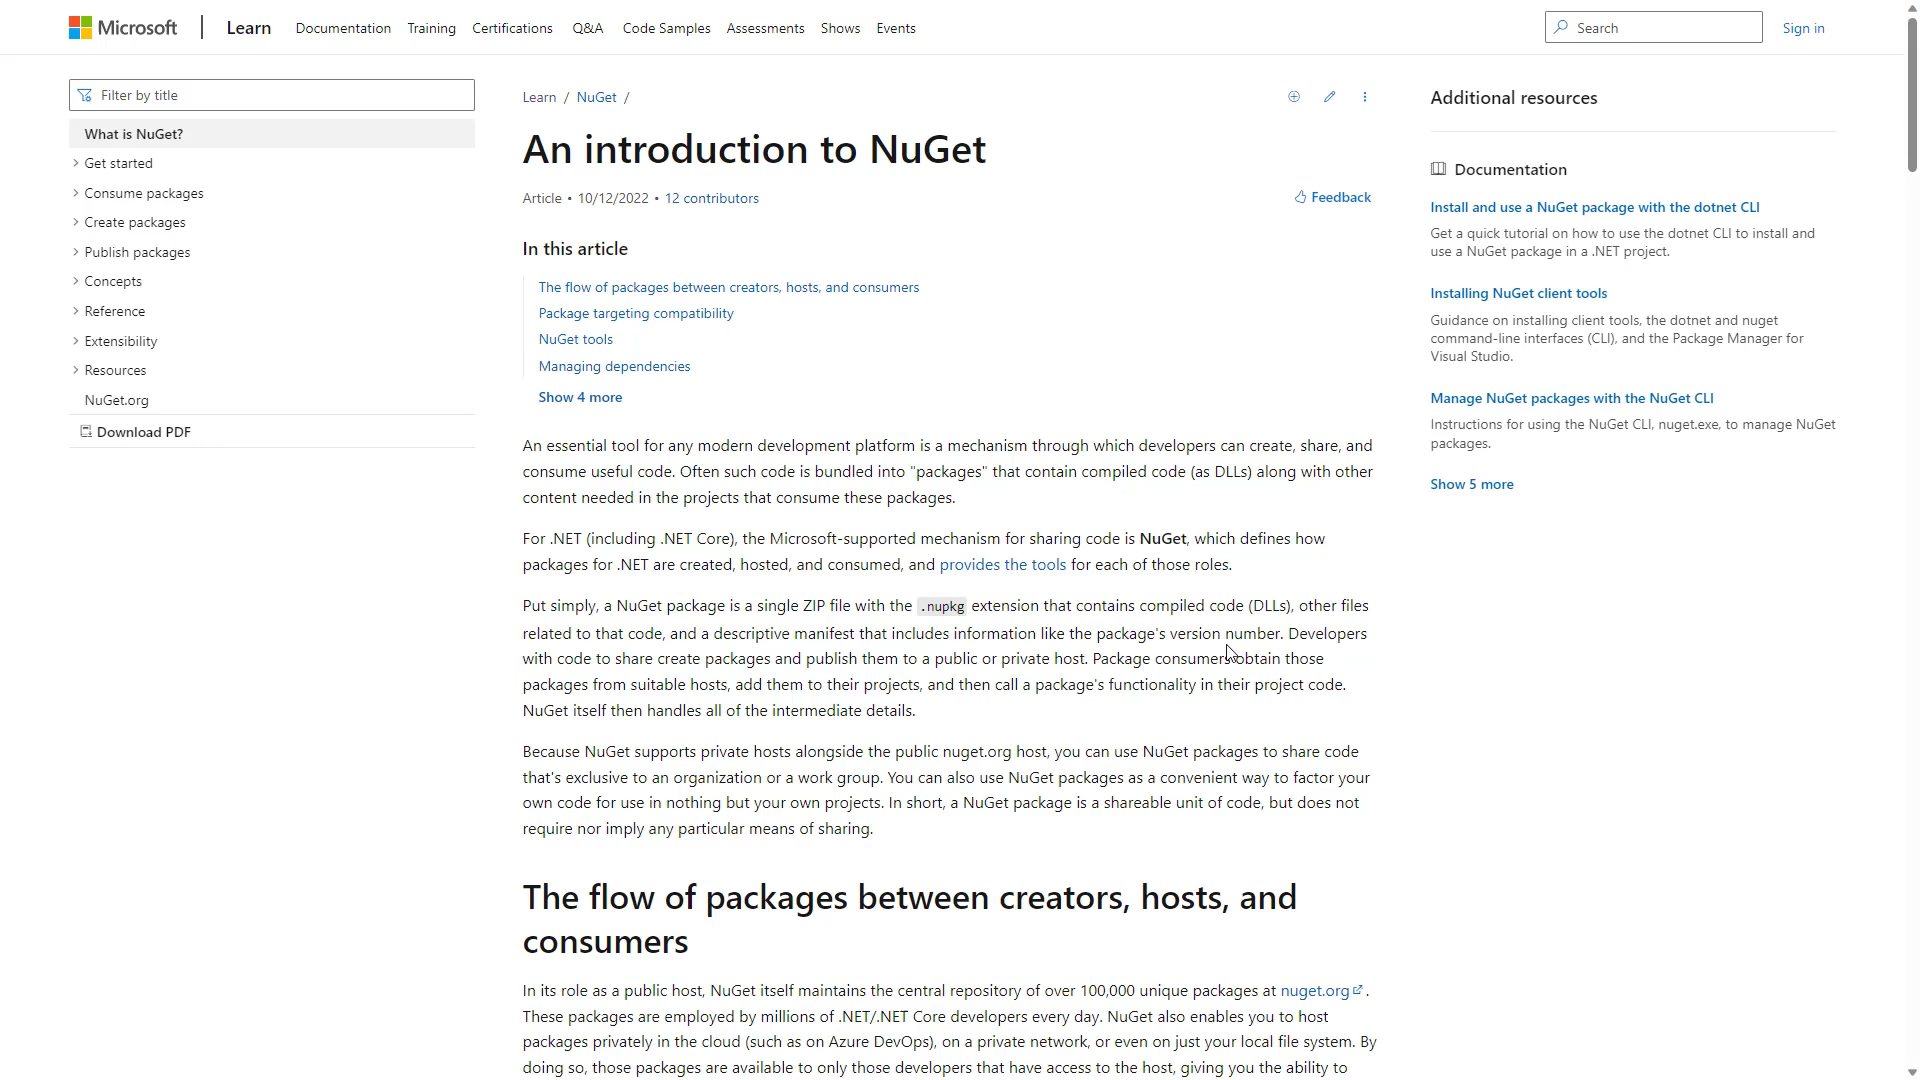 Microsoft
Learn
Documentation
Training
Certifications
Q&A
Code Samples
Assessments
Shows
Events
Search
Sign in
Filter by title
What is NuGet?
Get started
Consume packages
Create packages
Publish packages
Concepts
Reference
Extensibility
Resources
NuGet.org
Download PDF
Learn / NuGet /
An introduction to NuGet
Article • 10/12/2022 • 12 contributors
Feedback
In this article
The flow of packages between creators, hosts, and consumers
Package targeting compatibility
NuGet tools
Managing dependencies
Show 4 more
An essential tool for any modern development platform is a mechanism through which developers can create, share, and
consume useful code. Often such code is bundled into "packages" that contain compiled code (as DLLs) along with other
content needed in the projects that consume these packages.
For .NET (including .NET Core), the Microsoft-supported mechanism for sharing code is NuGet, which defines how
packages for .NET are created, hosted, and consumed, and provides the tools for each of those roles.
Put simply, a NuGet package is a single ZIP file with the .nupkg extension that contains compiled code (DLLs), other files
related to that code, and a descriptive manifest that includes information like the package's version number. Developers
with code to share create packages and publish them to a public or private host. Package consumers obtain those
packages from suitable hosts, add them to their projects, and then call a package's functionality in their project code.
NuGet itself then handles all of the intermediate details.
Because NuGet supports private hosts alongside the public nuget.org host, you can use NuGet packages to share code
that's exclusive to an organization or a work group. You can also use NuGet packages as a convenient way to factor your
own code for use in nothing but your own projects. In short, a NuGet package is a shareable unit of code, but does not
require nor imply any particular means of sharing.
The flow of packages between creators, hosts, and
consumers
In its role as a public host, NuGet itself maintains the central repository of over 100,000 unique packages at nuget.org.
These packages are employed by millions of .NET/.NET Core developers every day. NuGet also enables you to host
packages privately in the cloud (such as on Azure DevOps), on a private network, or even on just your local file system. By
doing so, those packages are available to only those developers that have access to the host, giving you the ability to
Additional resources
Documentation
Install and use a NuGet package with the dotnet CLI
Get a quick tutorial on how to use the dotnet CLI to install and
use a NuGet package in a .NET project.
Installing NuGet client tools
Guidance on installing client tools, the dotnet and nuget
command-line interfaces (CLI), and the Package Manager for
Visual Studio.
Manage NuGet packages with the NuGet CLI
Instructions for using the NuGet CLI, nuget.exe, to manage NuGet
packages.
Show 5 more